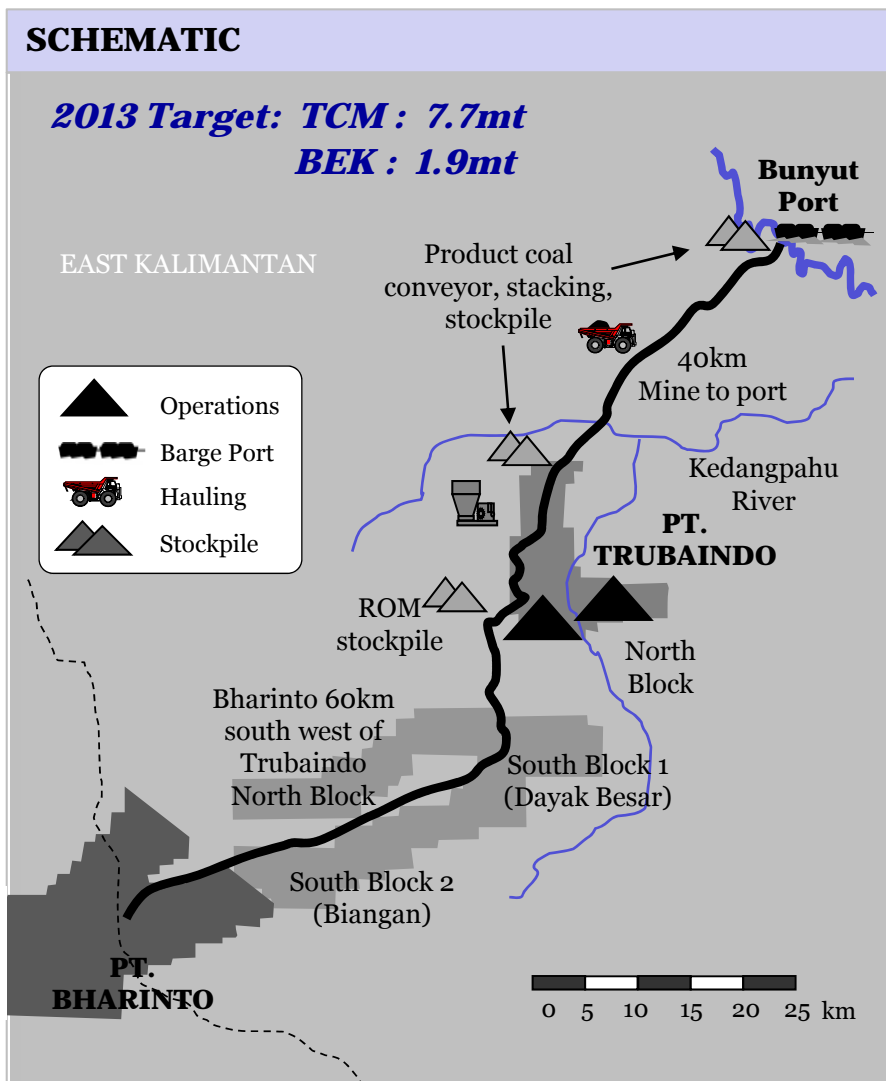 SCHEMATIC
2013 Target: TCM : 7.7mt
BEK : 1.9mt
Bunyut
Port
EAST KALIMANTAN
Product coal
conveyor, stacking,
stockpile
40km
Mine to port
Operations
Barge Port
Hauling
Stockpile
Kedangpahu
River
PT.
TRUBAINDO
ROM
stockpile
North
Block
Bharinto 60km
south west of
Trubaindo
North Block
South Block 1
(Dayak Besar)
South Block 2
(Biangan)
PT.
BHARINTO
0 5 10 15 20 25 km